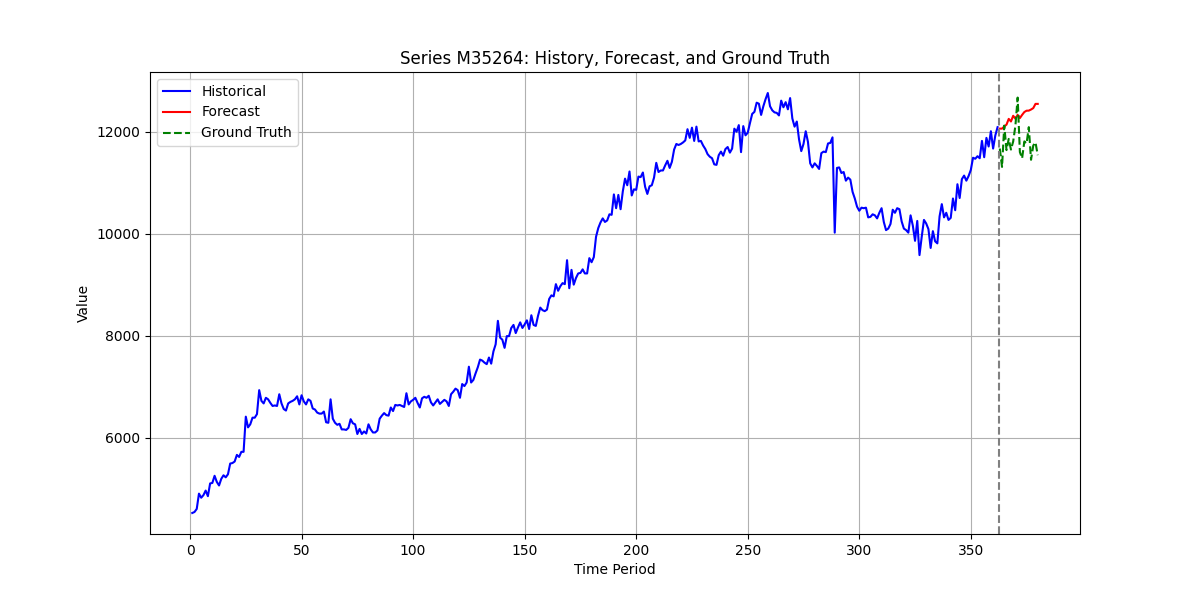 Series M35264: History, Forecast, and Ground Truth
Historical
Forecast
Ground Truth
12000
10000
8000
6000
Value
0 50 100 150 200 250 300 350
Time Period